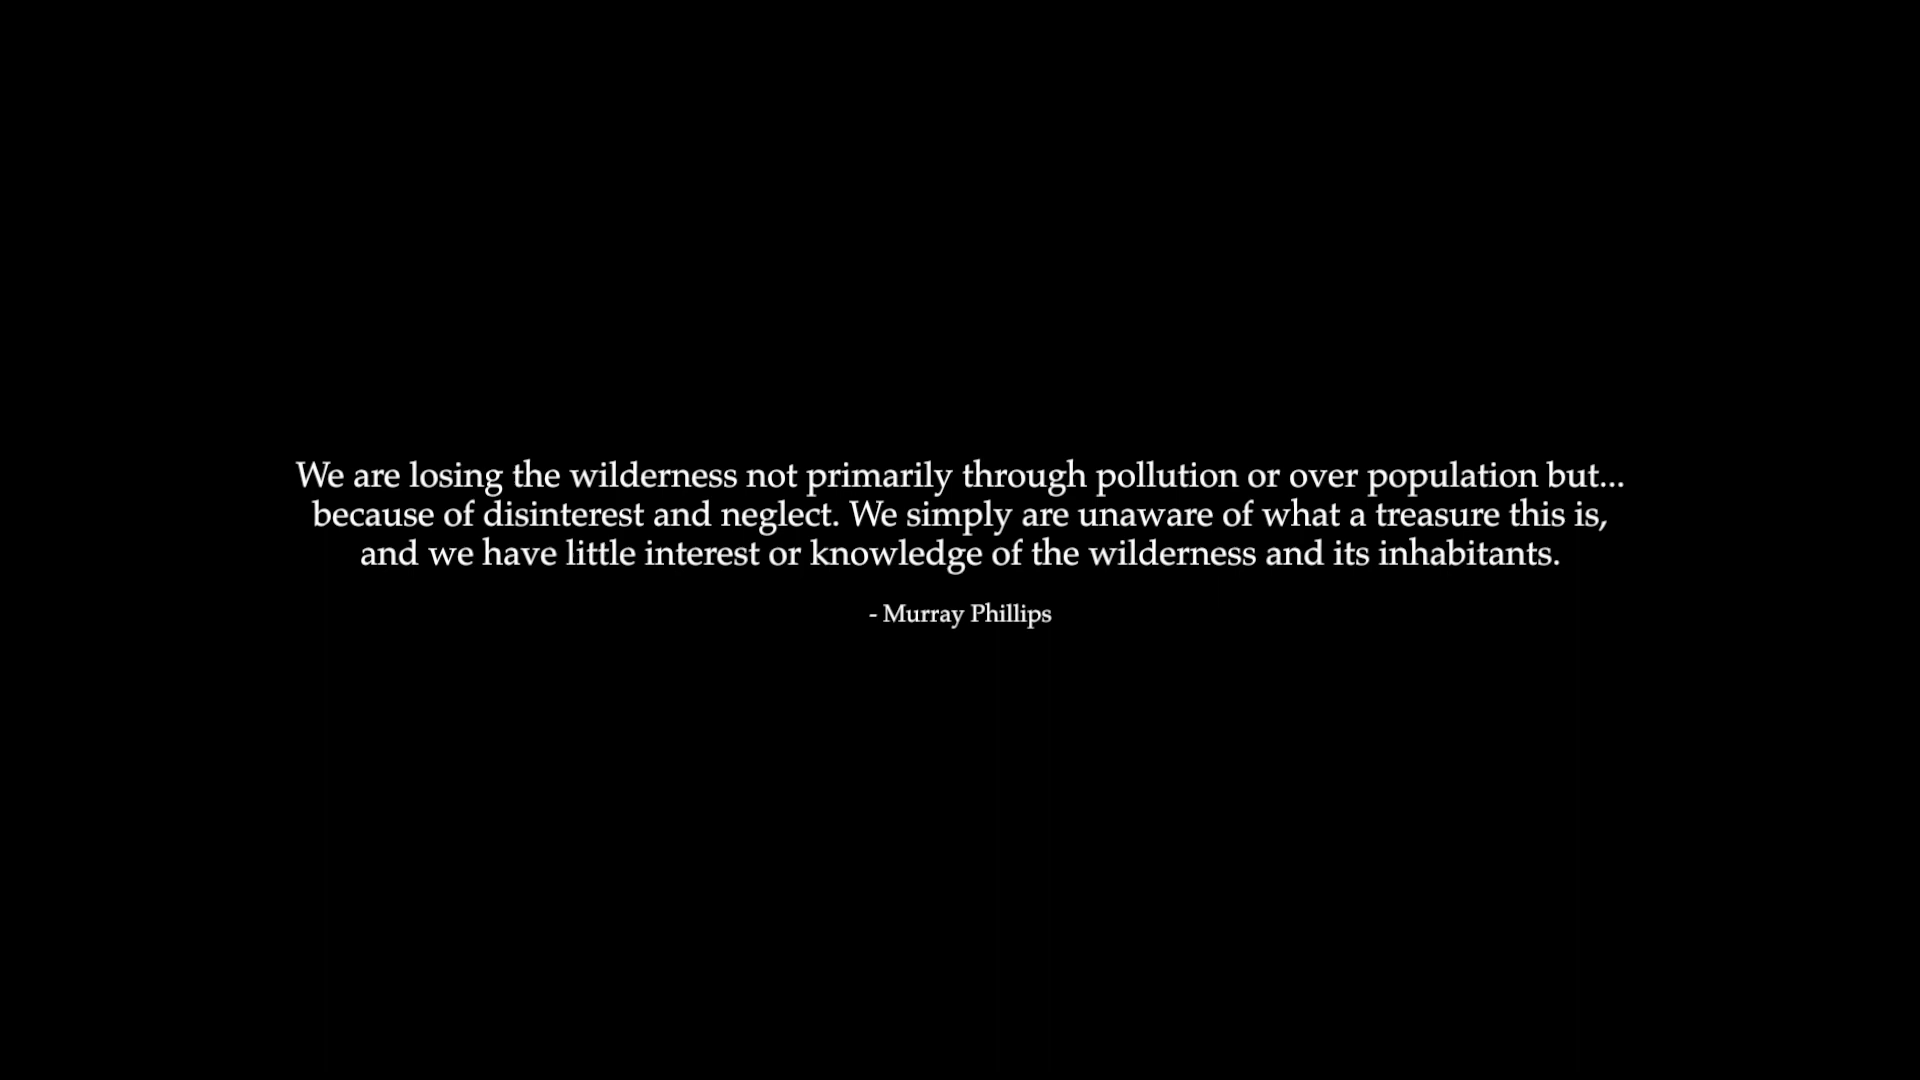 We are losing the wilderness not primarily through pollution or over population but...
because of disinterest and neglect. We simply are unaware of what a treasure this is,
and we have little interest or knowledge of the wilderness and its inhabitants.
- Murray Phillips